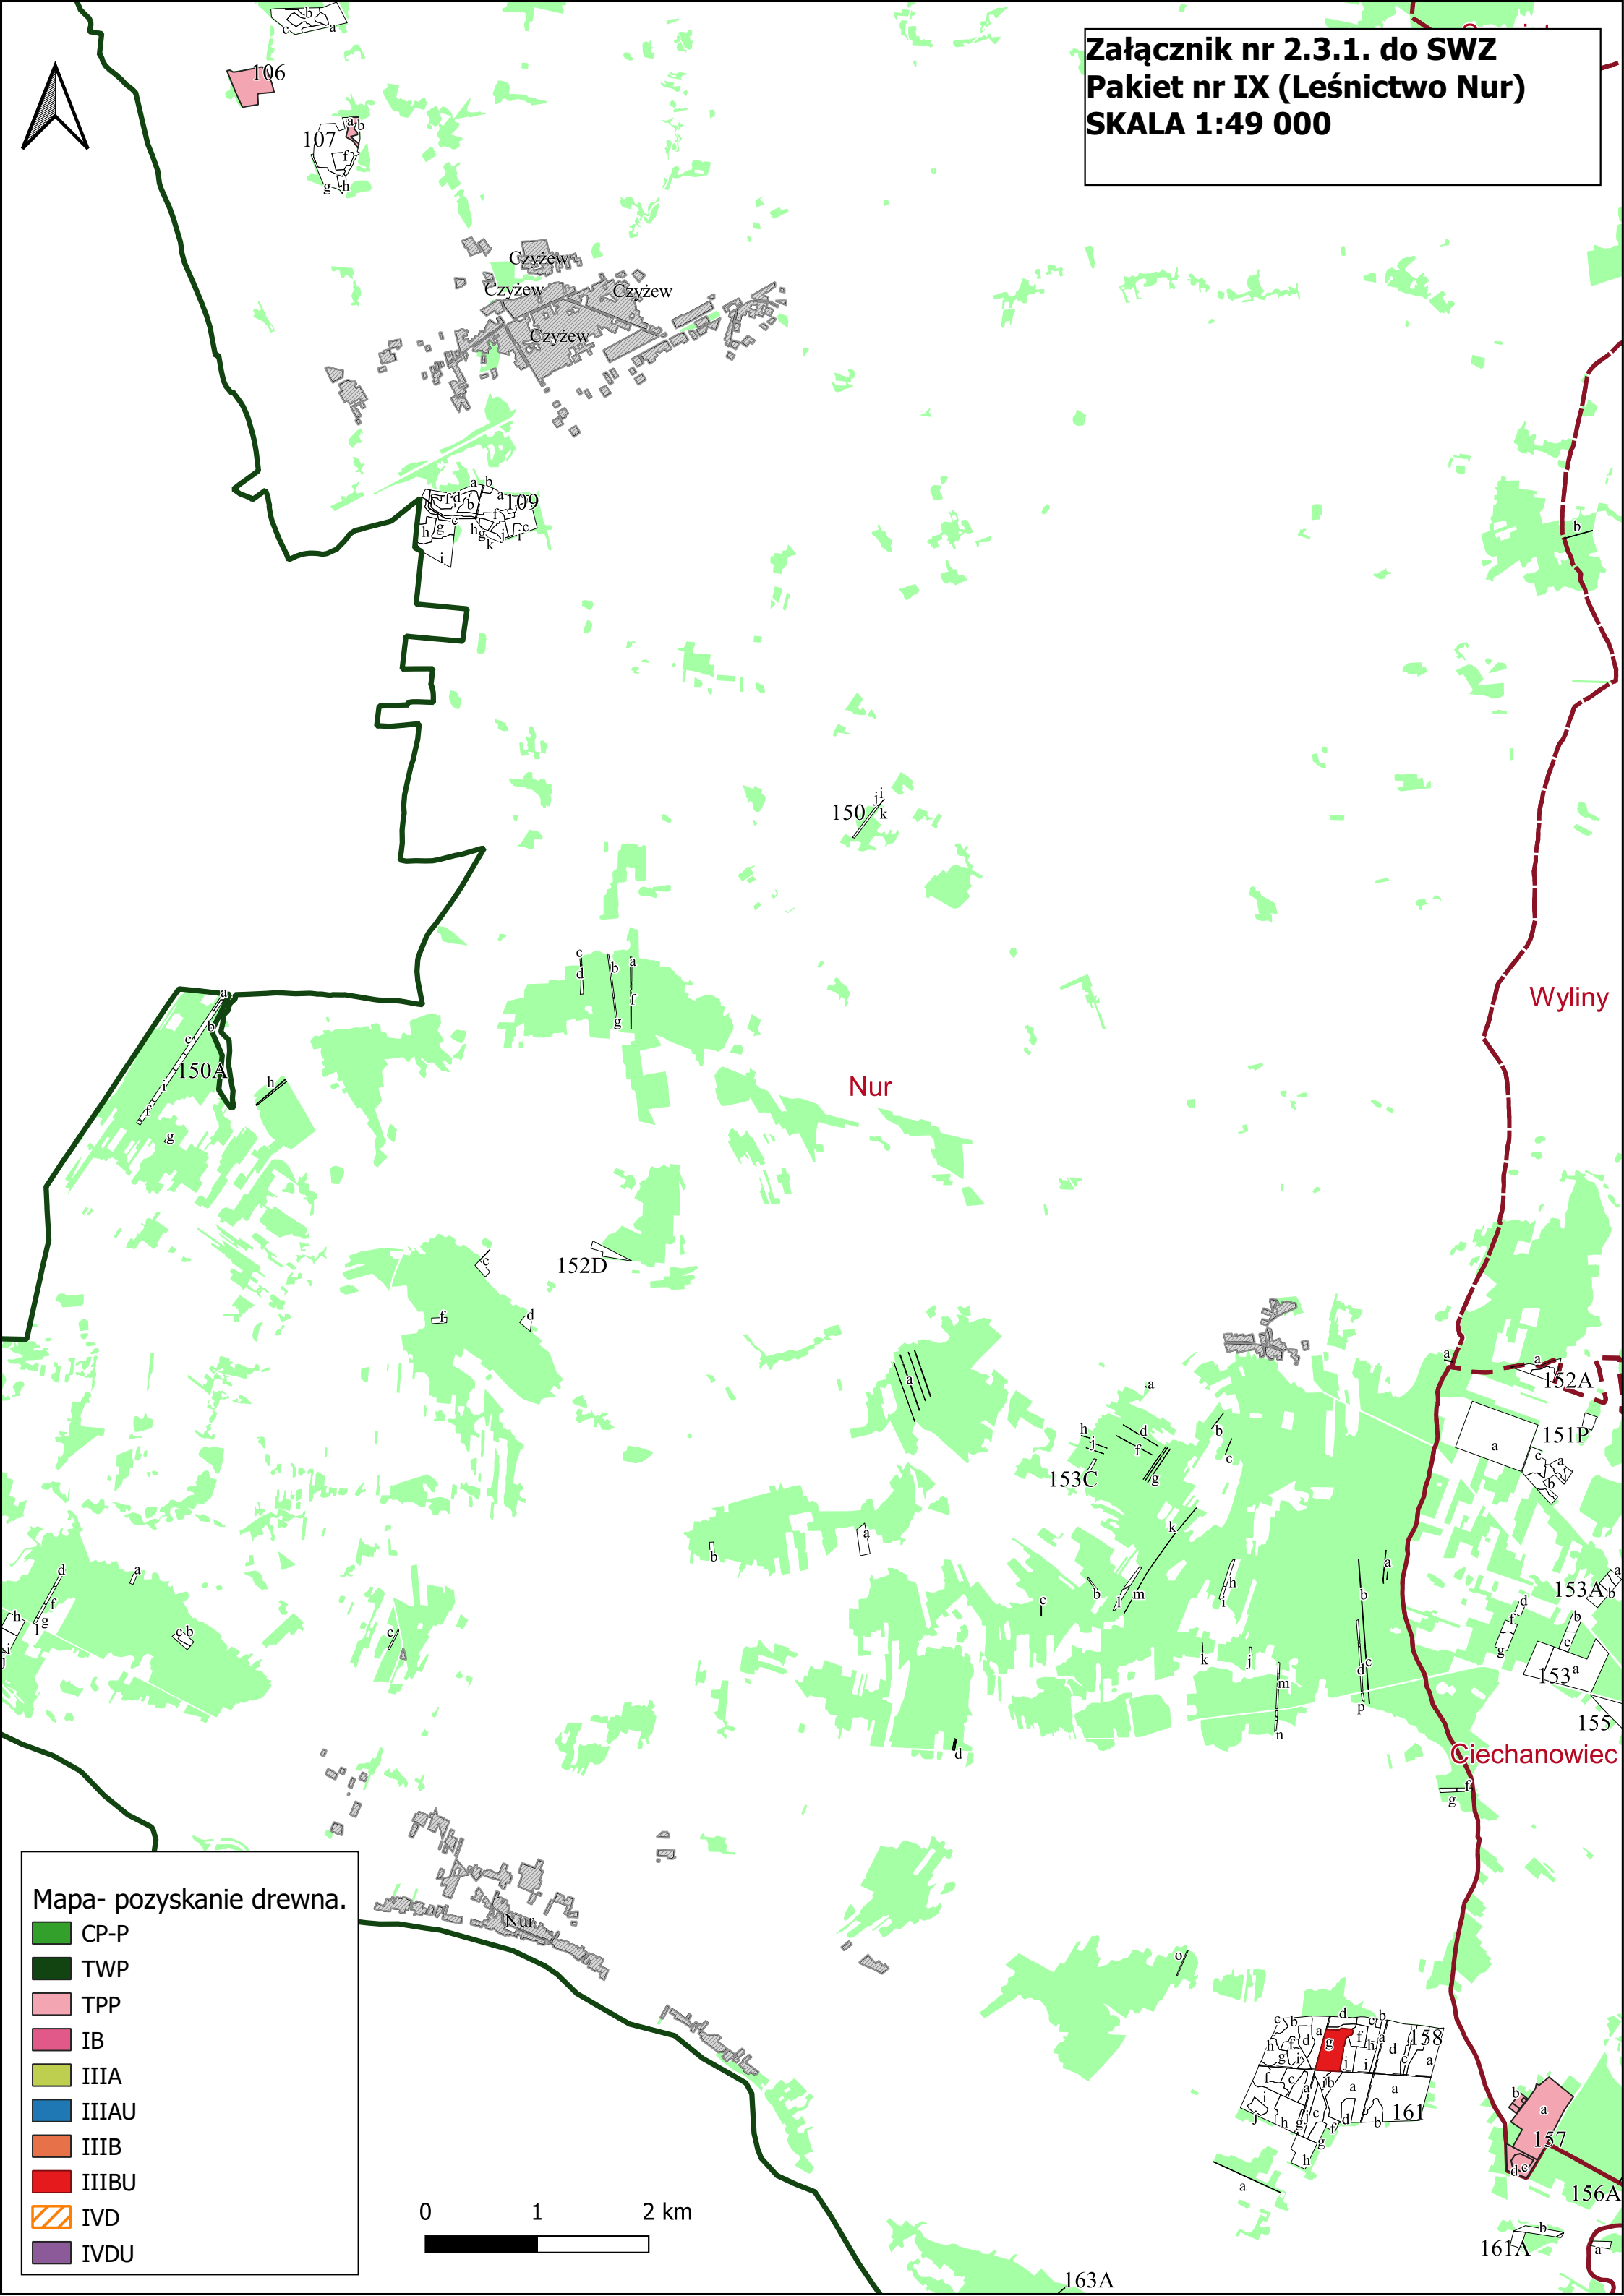 Załącznik nr 2.3.1. do SWZ
Pakiet nr IX (Leśnictwo Nur)
SKALA 1:49 000
b
c a
106
a b
107
f
g h
Czyżew
Czyżew Czyżew
Czyżew
a b
f d b a 109
c f
h g h g j i c
k
i
b
j i
150 k
c b a
d
f
g
a
b
c
150A
i h
f
g
Wyliny
Nur
c
152D
f d
a
a a
152A
a
h d b
j f c
153C g
151P
a
c a
b
k
a
b
d a
f
h g
l
i
j
c b
c
c b
l m
h
i
k j
m
n
a
b
d c
p
d
a
153A b
d
f b
g c
153 a
155
Ciechanowiec
f
g
Nur
o
c b a d c b
h f d g f h a d 158
g i j i c a
f c a j b a a
i
j h g j c d b 161
f
g
h
a
b
a
157
d c
156A
b
161A a
163A
Mapa- pozyskanie drewna.
CP-P
TWP
TPP
IB
IIIA
IIIAU
IIIB
IIIBU
IVD
IVDU
0 1 2 km